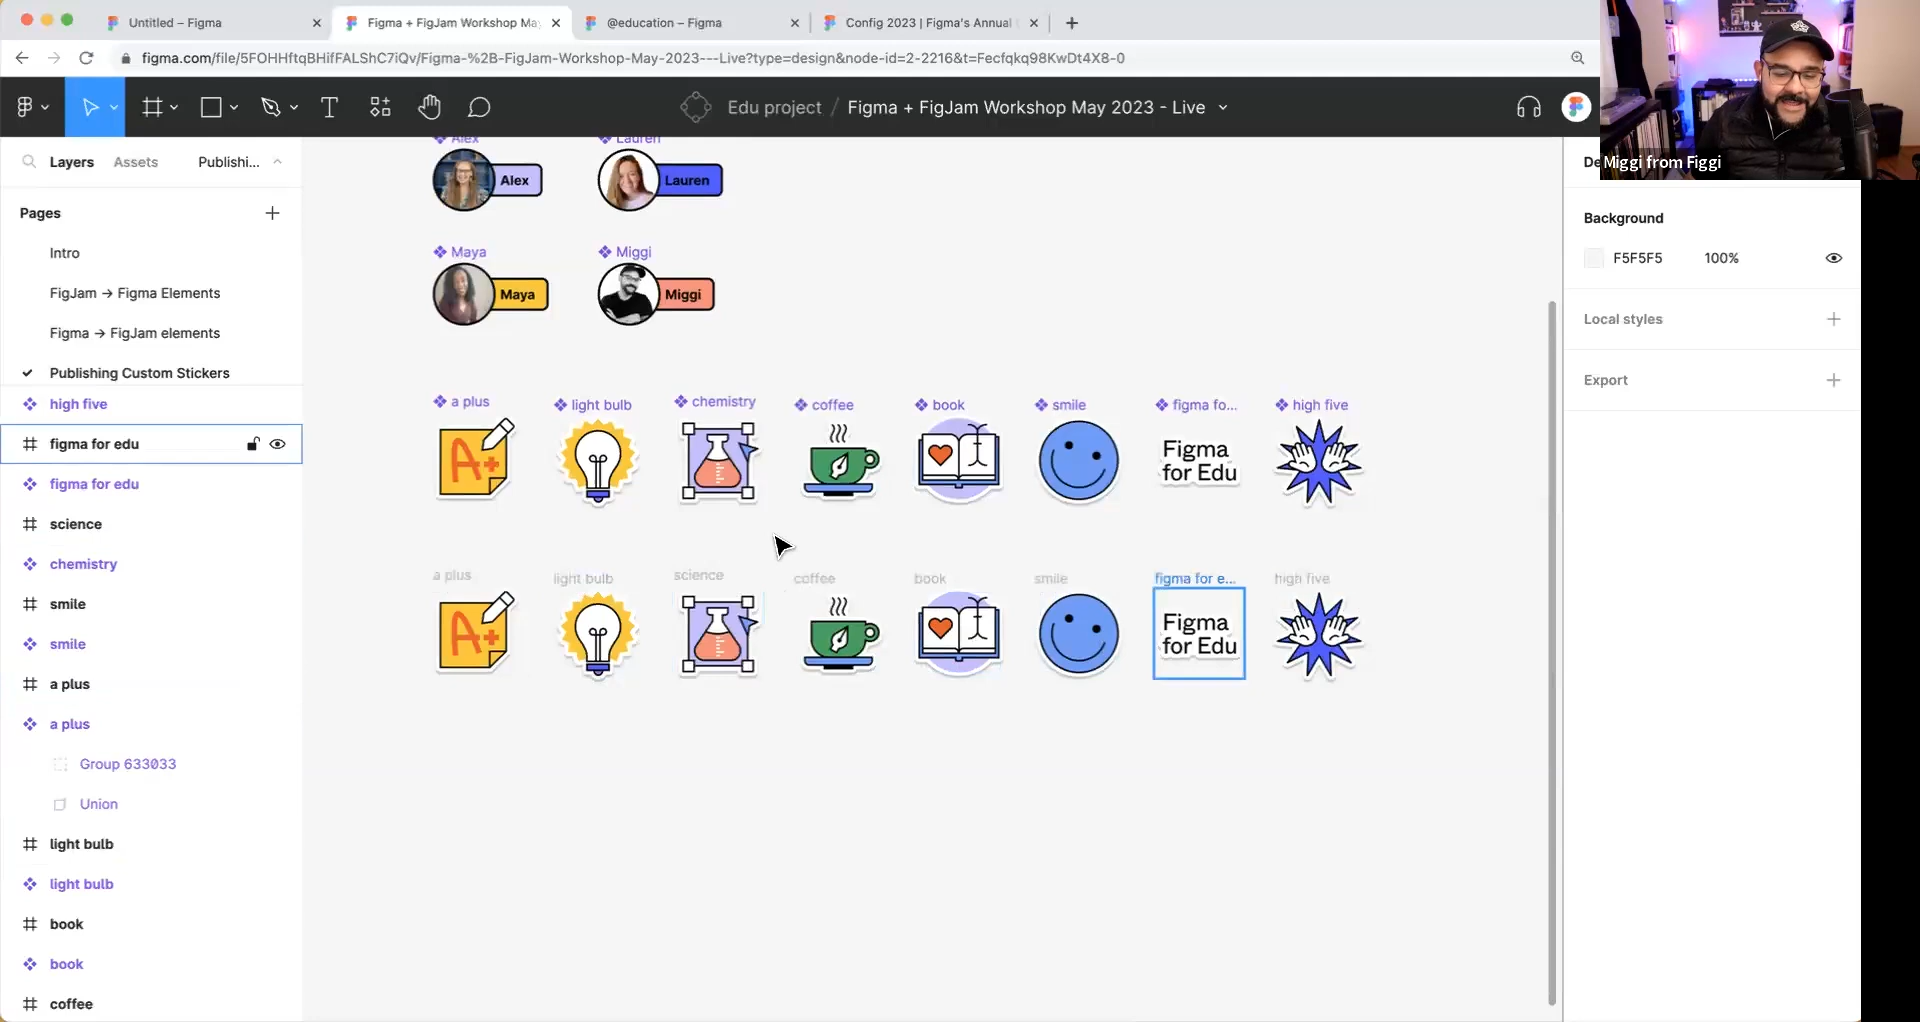 Untitled – Figma
Figma + FigJam Workshop Ma
@education – Figma
Config 2023 | Figma's Annual
figma.com/file/5FOHHftqBHifFALShC7iQv/Figma-%2B-FigJam-Workshop-May-2023---Live?type=design&node-id=2-2216&t=Fecfqkq98KwDt4X8-0
Edu project / Figma + FigJam Workshop May 2023 - Live
Miggi from Figgi
Layers
Assets
Publishi...
Pages
Intro
FigJam → Figma Elements
Figma → FigJam elements
Publishing Custom Stickers
high five
figma for edu
figma for edu
science
chemistry
smile
smile
a plus
a plus
Group 633033
Union
light bulb
light bulb
book
book
coffee
Alex
Lauren
Alex
Lauren
Maya
Miggi
Maya
Miggi
a plus
light bulb
chemistry
coffee
book
smile
figma fo...
high five
A+
Figma
for Edu
a plus
light bulb
science
coffee
book
smile
figma for e...
high five
A+
Figma
for Edu
De
Background
F5F5F5
100%
Local styles
Export